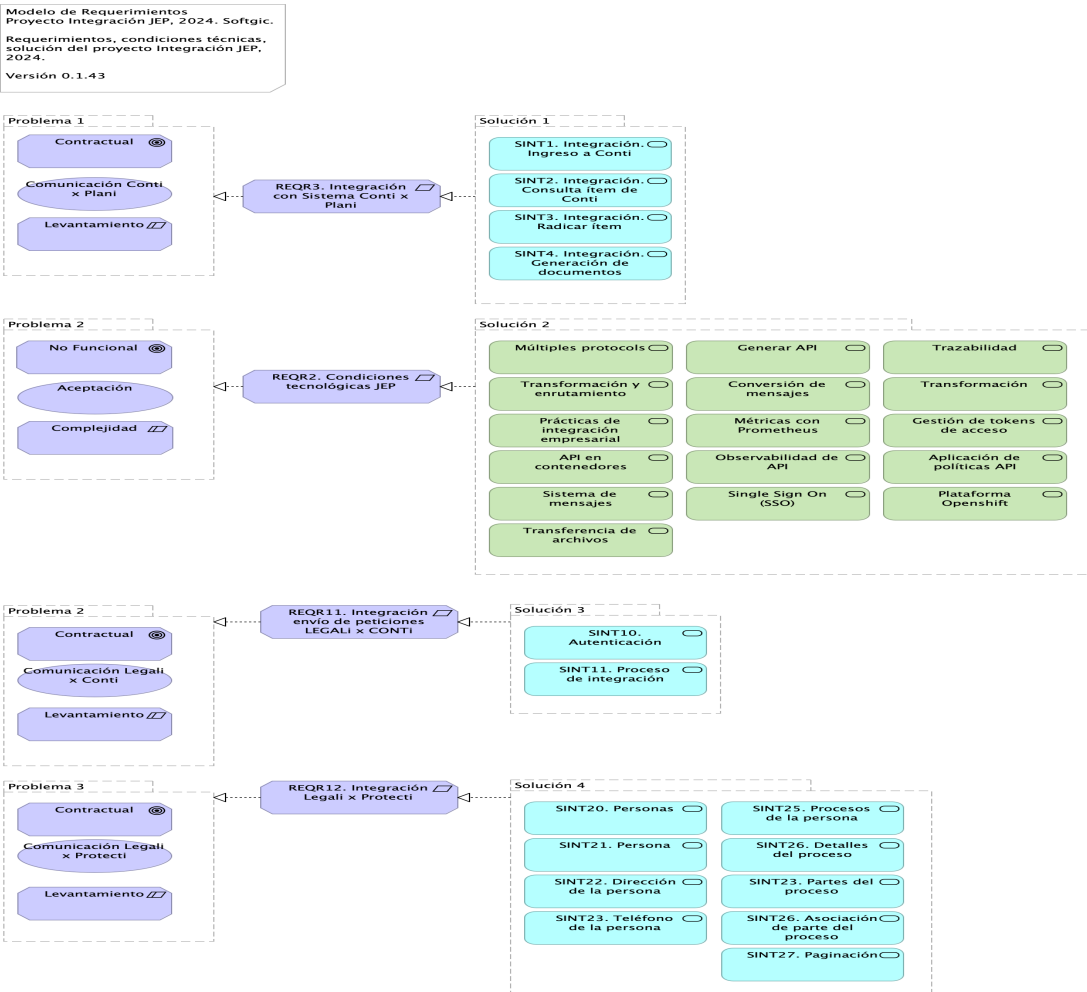 Modelo de Requerimientos
Proyecto Integración JEP, 2024. Softgic.
Requerimientos, condiciones técnicas,
solución del proyecto Integración JEP,
2024.
Versión 0.1.43
Problema 1
Contractual
Comunicación Conti
x Plani
Levantamiento
REQR3. Integración
con Sistema Conti x
Plani
Solución 1
SINT1. Integración.
Ingreso a Conti
SINT2. Integración.
Consulta ítem de
Conti
SINT3. Integración.
Radicar ítem
SINT4. Integración.
Generación de
documentos
Problema 2
No Funcional
Aceptación
Complejidad
REQR2. Condiciones
tecnológicas JEP
Solución 2
Múltiples protocols
Generar API
Trazabilidad
Transformación y
enrutamiento
Conversión de
mensajes
Transformación
Prácticas de
integración
empresarial
Métricas con
Prometheus
Gestión de tokens
de acceso
API en
contenedores
Observabilidad de
API
Aplicación de
políticas API
Sistema de
mensajes
Single Sign On
(SSO)
Plataforma
Openshift
Transferencia de
archivos
Problema 2
Contractual
Comunicación Legali
x Conti
Levantamiento
REQR11. Integración
envío de peticiones
LEGALi x CONTi
Solución 3
SINT10.
Autenticación
SINT11. Proceso
de integración
Problema 3
Contractual
Comunicación Legali
x Protecti
Levantamiento
REQR12. Integración
Legali x Protecti
Solución 4
SINT20. Personas
SINT25. Procesos
de la persona
SINT21. Persona
SINT26. Detalles
del proceso
SINT22. Dirección
de la persona
SINT23. Partes del
proceso
SINT23. Teléfono
de la persona
SINT26. Asociación
de parte del
proceso
SINT27. Paginación